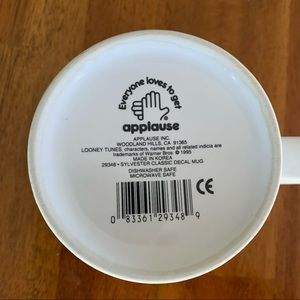 Everyone loves to get
applause
APPLAUSE INC.
WOODLAND HILLS, CA 91365
LOONEY TUNES, characters, names and all related indicia are
trademarks of Warner Bros. © 1995
MADE IN KOREA
29348 • SYLVESTER CLASSIC DECAL MUG
DISHWASHER SAFE
MICROWAVE SAFE
CE
0 83361 29348 9